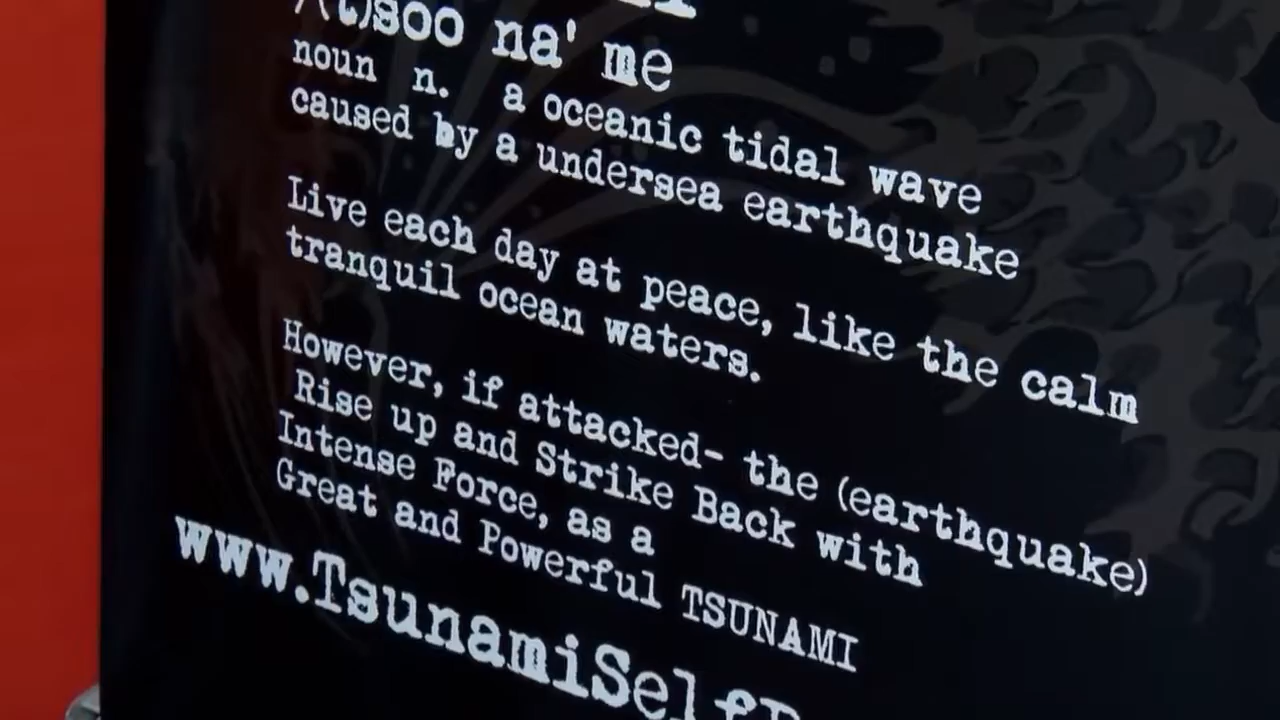 /(t)soo na' me
noun n. a oceanic tidal wave
caused by a undersea earthquake
Live each day at peace, like the calm
tranquil ocean waters.
However, if attacked- the (earthquake)
Rise up and Strike Back with
Intense Force, as a
Great and Powerful TSUNAMI
www.TsunamiSelf